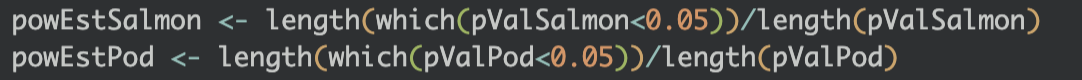 powEstSalmon <- length(which(pValSalmon<0.05))/length(pValSalmon)
powEstPod <- length(which(pValPod<0.05))/length(pValPod)